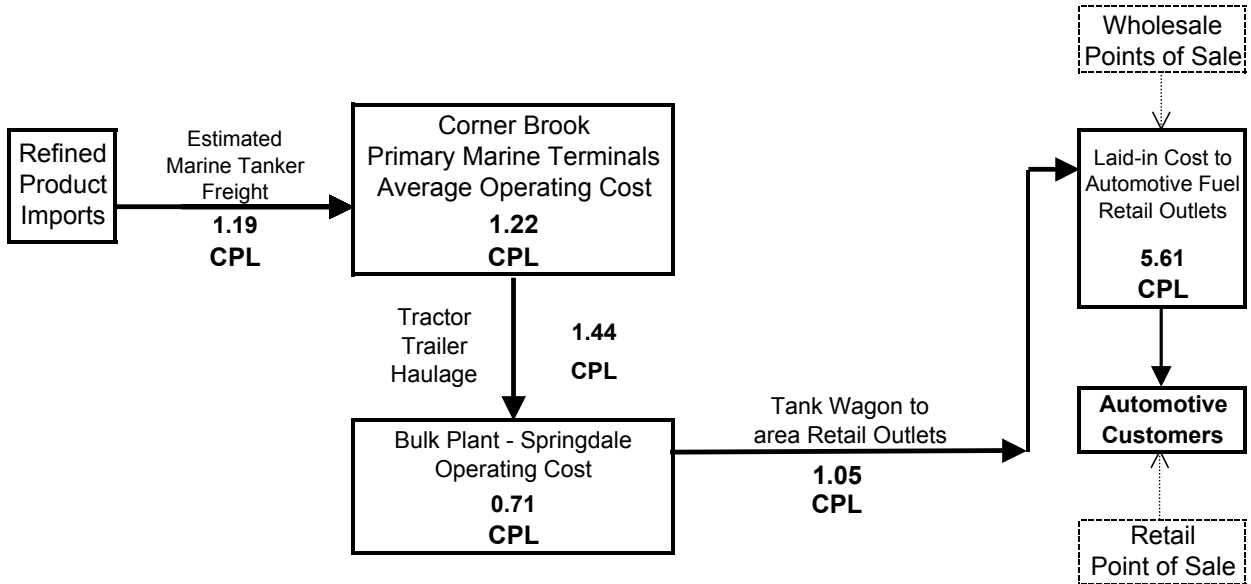 Wholesale
Points of Sale
Refined
Product
Imports
Estimated
Marine Tanker
Freight
1.19
CPL
Corner Brook
Primary Marine Terminals
Average Operating Cost
1.22
CPL
Laid-in Cost to
Automotive Fuel
Retail Outlets
5.61
CPL
Tractor
Trailer
Haulage
1.44
CPL
Bulk Plant - Springdale
Operating Cost
0.71
CPL
Tank Wagon to
area Retail Outlets
1.05
CPL
Automotive
Customers
Retail
Point of Sale